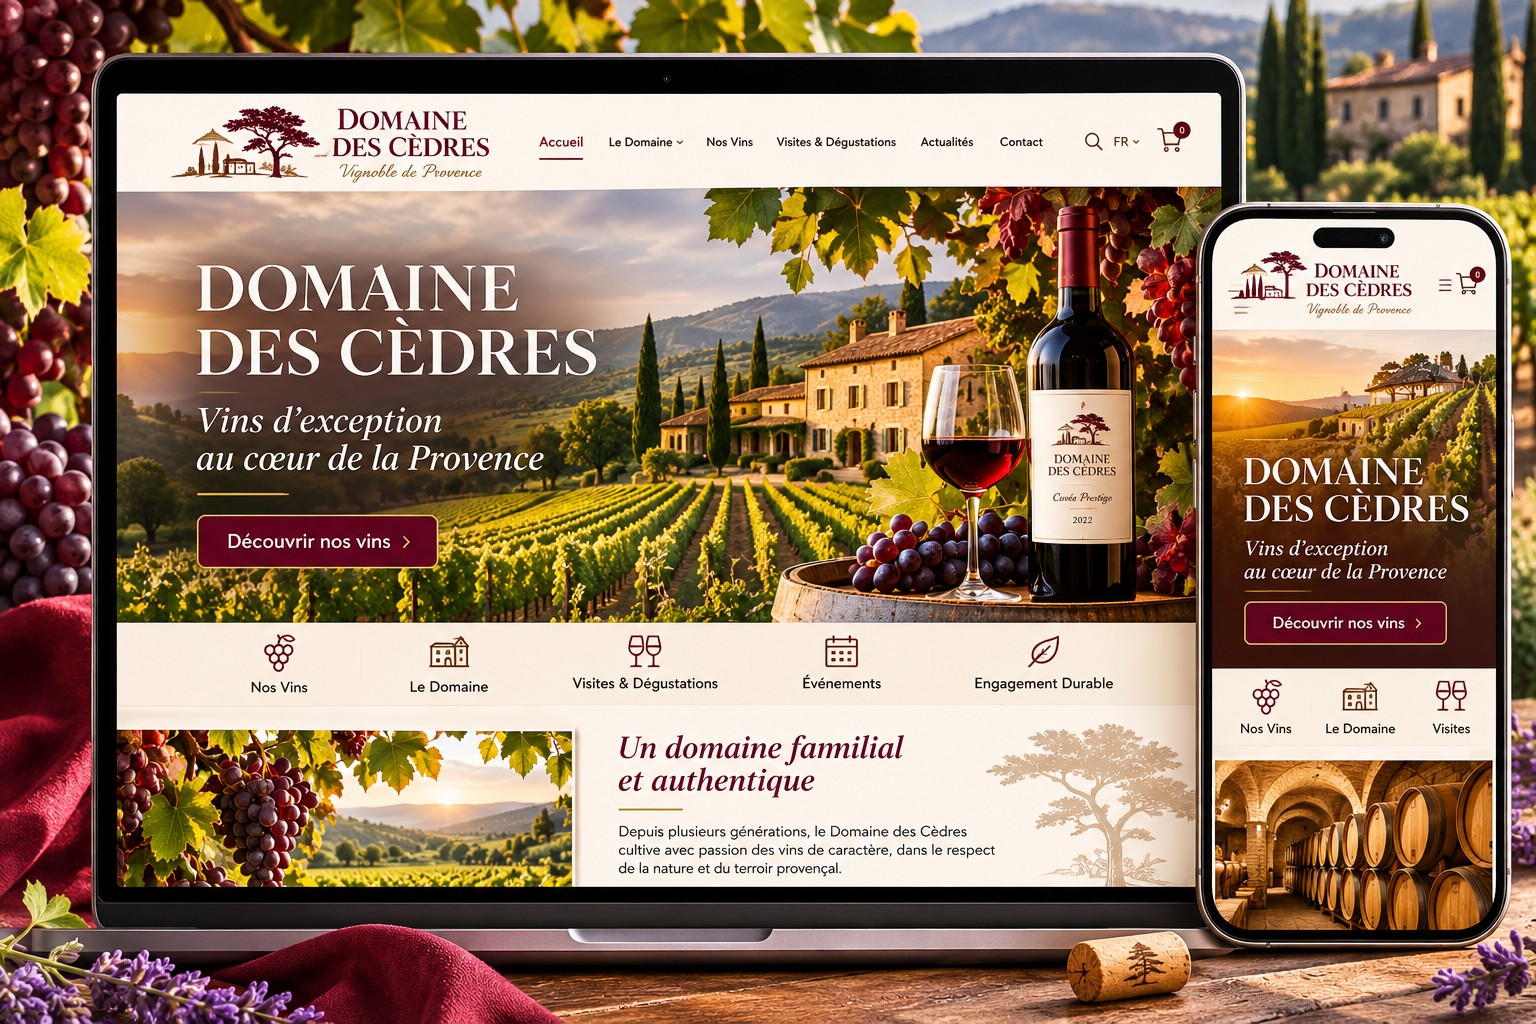 DOMAINE
DES CÈDRES
Vignoble de Provence
Accueil
Le Domaine
Nos Vins
Visites & Dégustations
Actualités
Contact
FR
0
DOMAINE
DES CÈDRES
Vins d’exception
au cœur de la Provence
Découvrir nos vins
DOMAINE
DES CÈDRES
Cuvée Prestige
2022
Nos Vins
Le Domaine
Visites & Dégustations
Événements
Engagement Durable
Un domaine fammilial
et authentique
Depuis plusieurs générations, le Domaine des Cèdres
cultive avec passion des vins de caractère, dans le respect
de la nature et du terroir provençal.
DOMAINE
DES CÈDRES
Vignoble de Provence
0
DOMAINE
DES CÈDRES
Vins d’exception
au cœur de la Provence
Découvrir nos vins
Nos Vins
Le Domaine
Visites